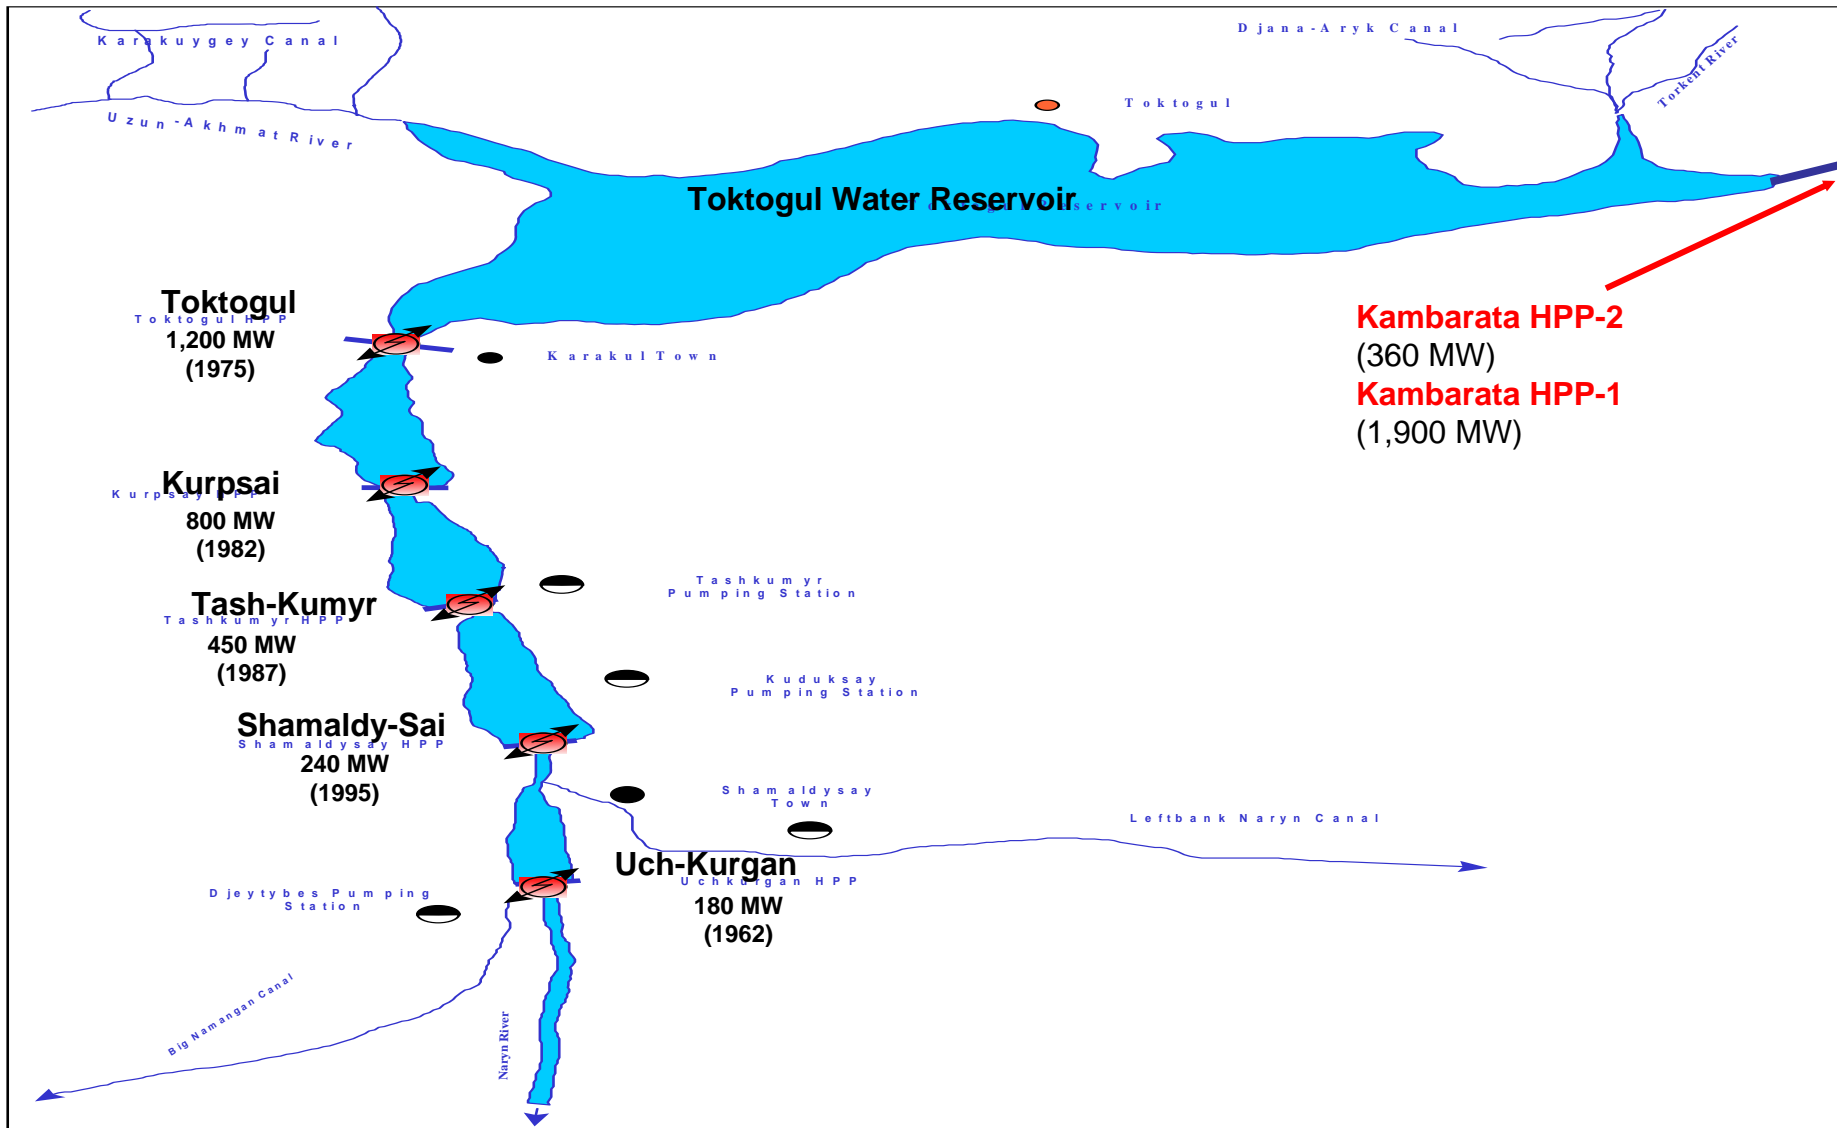 Karakuygey Canal
Djana-Aryk Canal
Torkent River
Toktogul
Uzun-Akhmat River
Toktogul Water Reservoir
Toktogul Reservoir
Toktogul
Toktogul HPP
1,200 MW
(1975)
Karakul Town
Kambarata HPP-2
(360 MW)
Kambarata HPP-1
(1,900 MW)
Kurpsai
Kurpsay HPP
800 MW
(1982)
Tashkumyr
Pumping Station
Tash-Kumyr
Tashkumyr HPP
450 MW
(1987)
Kuduksay
Pumping Station
Shamaldy-Sai
Shamaldysay HPP
240 MW
(1995)
Shamaldysay
Town
Leftbank Naryn Canal
Uch-Kurgan
Uchkurgan HPP
180 MW
(1962)
Djeytybes Pumping
Station
Big Namangan Canal
Naryn River